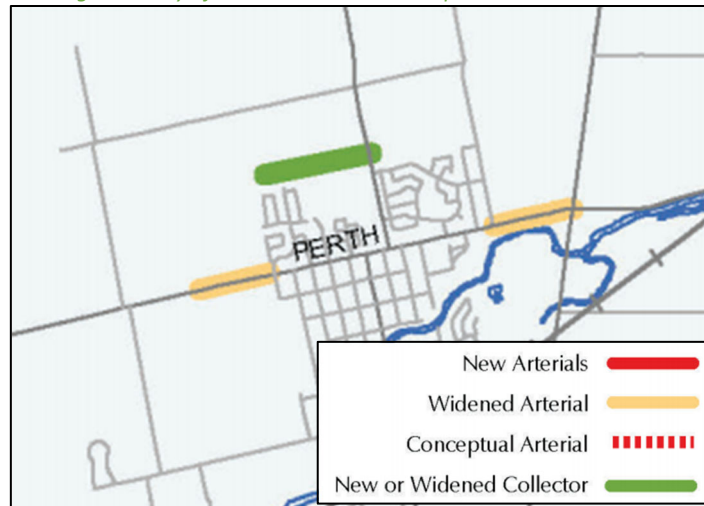 PERTH
New Arterials
Widened Arterial
Conceptual Arterial
New or Widened Collector